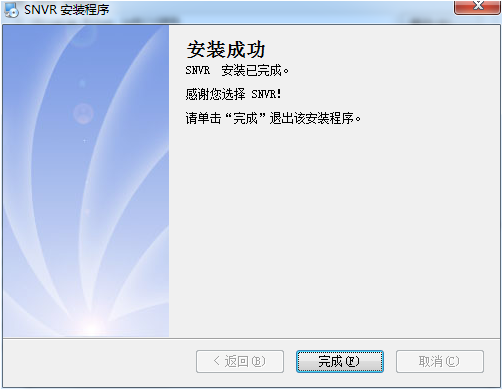 SNVR 安装程序
安装成功
SNVR 安装已完成。
感谢您选择 SNVR!
请单击“完成”退出该安装程序。
< 返回(B)
完成(F)
取消(C)